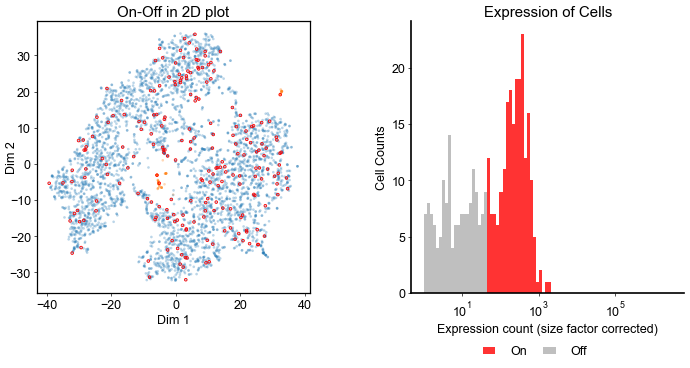 On-Off in 2D plot
Dim 2
30
20
10
0
−10
−20
−30
−40
−20
0
20
40
Dim 1
Expression of Cells
Cell Counts
20
15
10
5
0
10^1
10^3
10^5
Expression count (size factor corrected)
On
Off